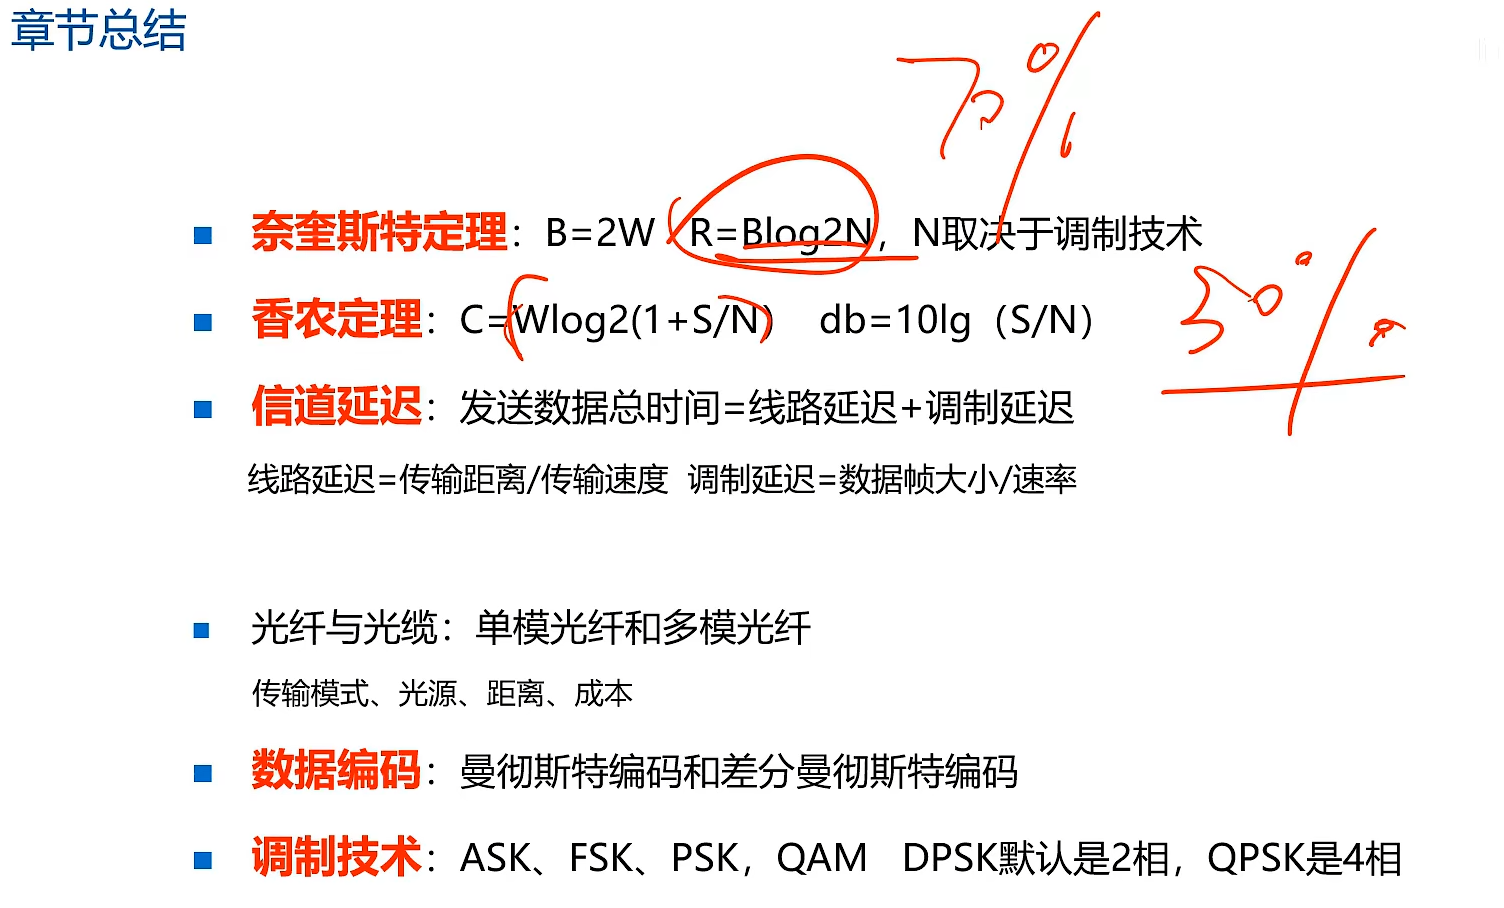 章节总结
70%
奈奎斯特定理：B=2W R=Blog2N，N取决于调制技术
30%
香农定理：C=Wlog2(1+S/N) db=10lg（S/N）
信道延迟：发送数据总时间=线路延迟+调制延迟
线路延迟=传输距离/传输速度 调制延迟=数据帧大小/速率
光纤与光缆：单模光纤和多模光纤
传输模式、光源、距离、成本
数据编码：曼彻斯特编码和差分曼彻斯特编码
调制技术：ASK、FSK、PSK，QAM DPSK默认是2相，QPSK是4相